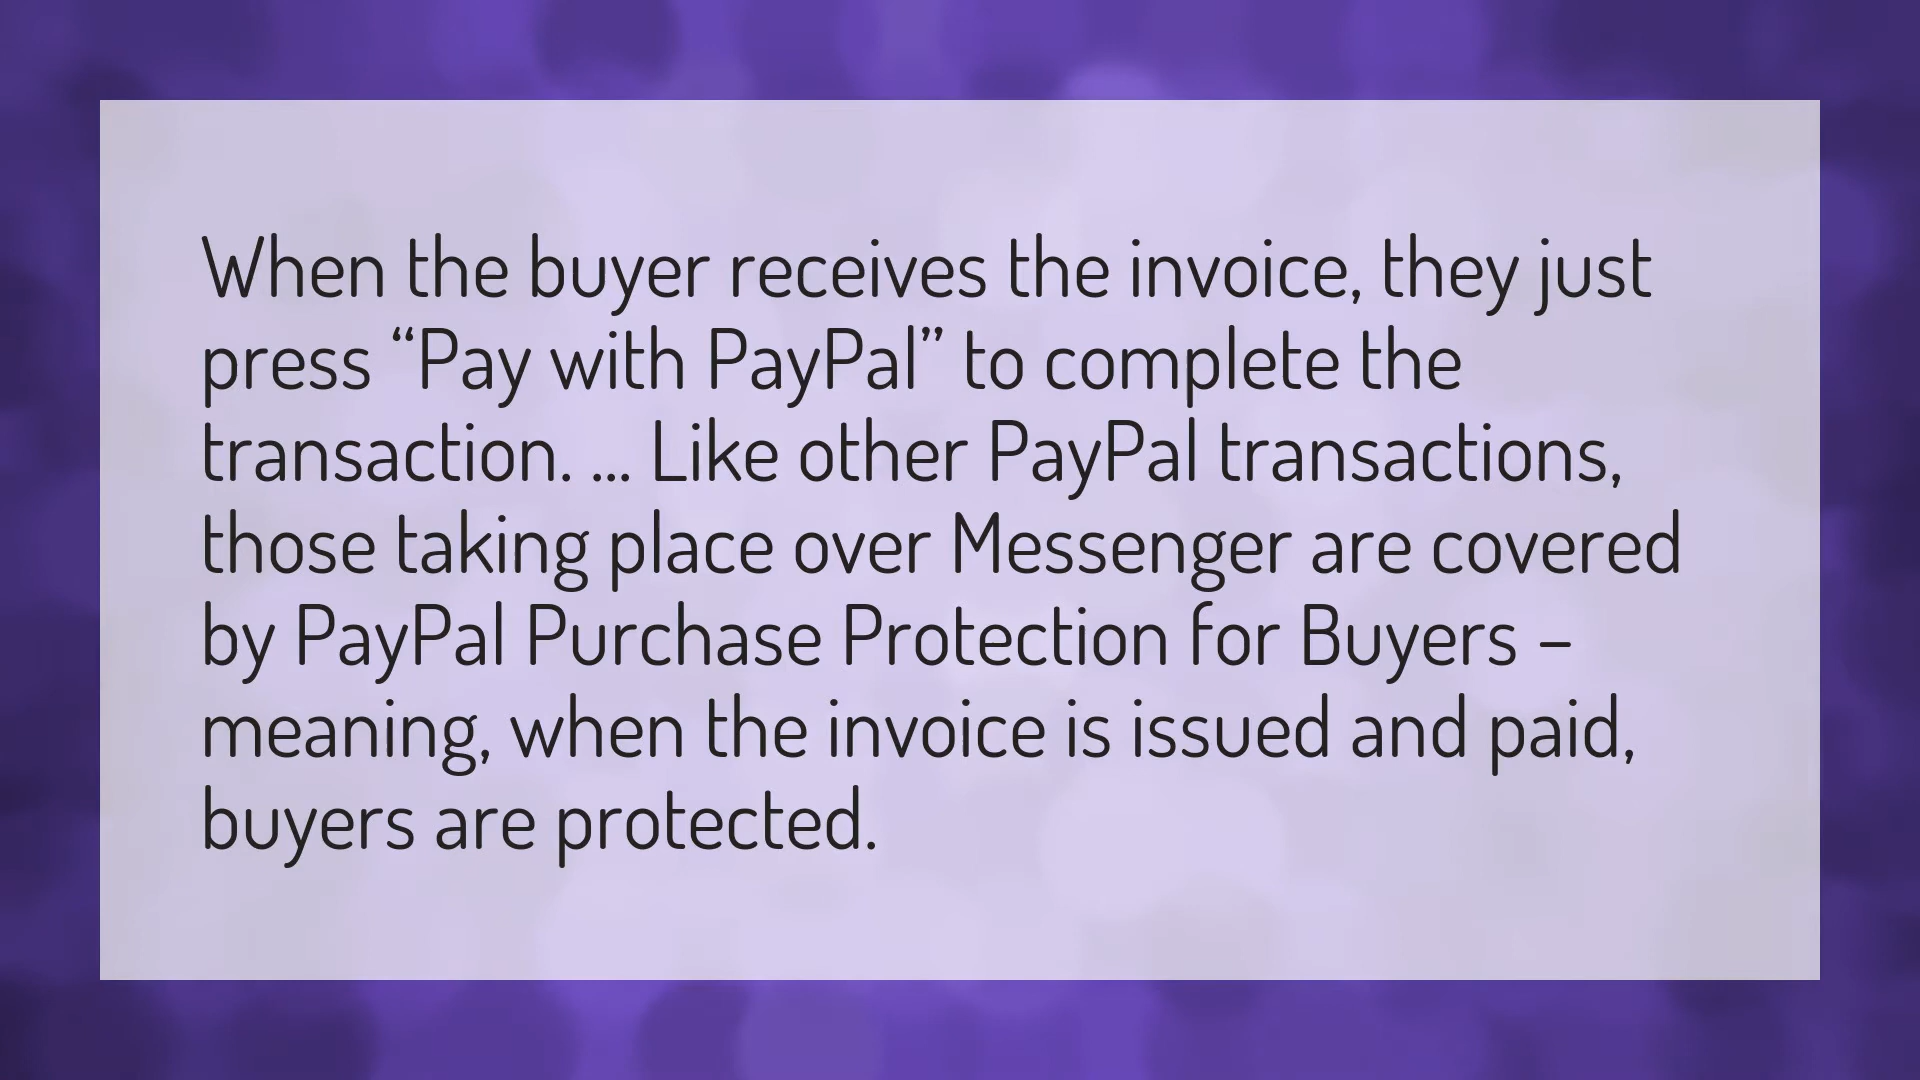 When the buyer receives the invoice, they just
press “Pay with PayPal” to complete the
transaction. ... Like other PayPal transactions,
those taking place over Messenger are covered
by PayPal Purchase Protection for Buyers –
meaning, when the invoice is issued and paid,
buyers are protected.